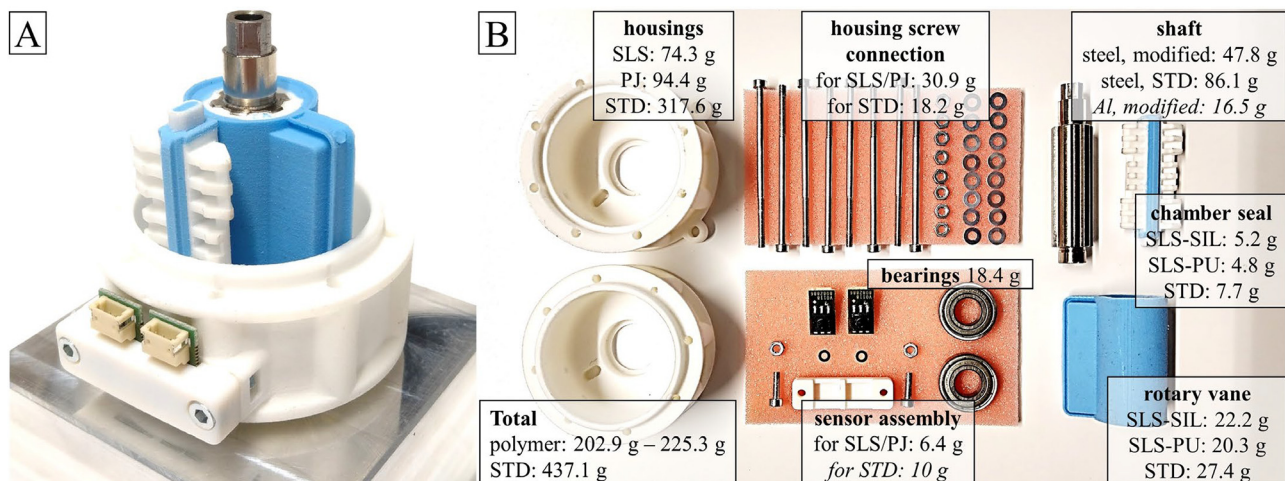 A
B
housings
SLS: 74.3 g
PJ: 94.4 g
STD: 317.6 g
housing screw
connection
for SLS/PJ: 30.9 g
for STD: 18.2 g
shaft
steel, modified: 47.8 g
steel, STD: 86.1 g
Al, modified: 16.5 g
chamber seal
SLS-SIL: 5.2 g
SLS-PU: 4.8 g
STD: 7.7 g
bearings 18.4 g
Total
polymer: 202.9 g – 225.3 g
STD: 437.1 g
sensor assembly
for SLS/PJ: 6.4 g
for STD: 10 g
rotary vane
SLS-SIL: 22.2 g
SLS-PU: 20.3 g
STD: 27.4 g